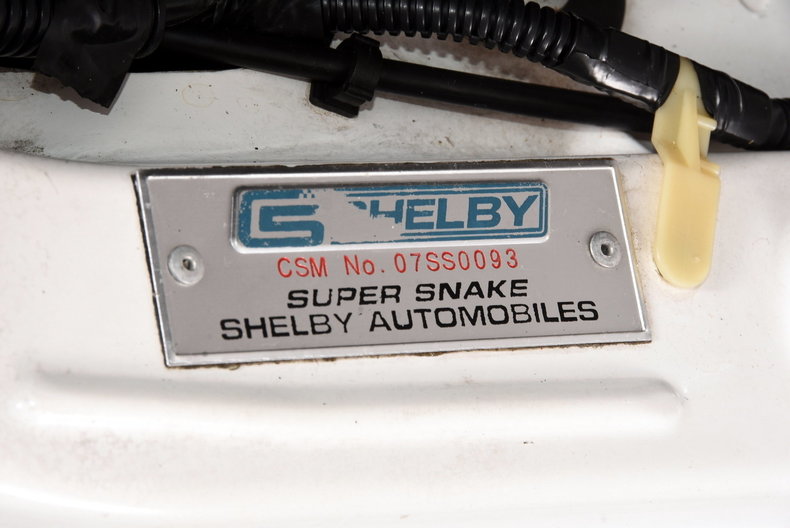 SHELBY
CSM No. 07SS0093
SUPER SNAKE
SHELBY AUTOMOBILES